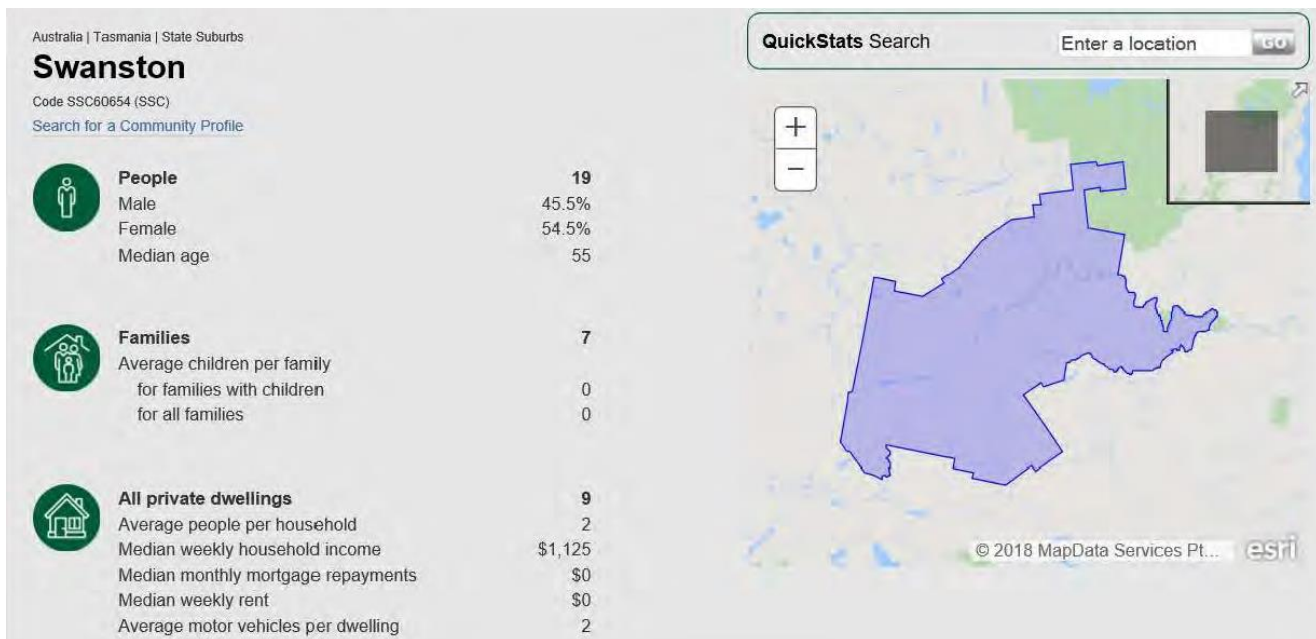 Australia | Tasmania | State Suburbs
Swanston
Code SSC60654 (SSC)
Search for a Community Profile
People 19
Male 45.5%
Female 54.5%
Median age 55
Families 7
Average children per family
for families with children 0
for all families 0
All private dwellings 9
Average people per household 2
Median weekly household income $1,125
Median monthly mortgage repayments $0
Median weekly rent $0
Average motor vehicles per dwelling 2
QuickStats Search Enter a location GO
+
−
© 2018 MapData Services Pt... esri